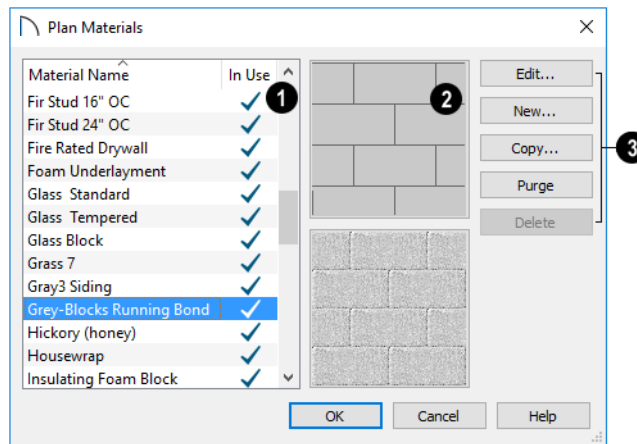 Plan Materials
Material Name In Use
Fir Stud 16" OC
Fir Stud 24" OC
Fire Rated Drywall
Foam Underlayment
Glass Standard
Glass Tempered
Glass Block
Grass 7
Gray3 Siding
Grey-Blocks Running Bond
Hickory (honey)
Housewrap
Insulating Foam Block
1
2
Edit...
New...
Copy...
Purge
Delete
3
OK Cancel Help